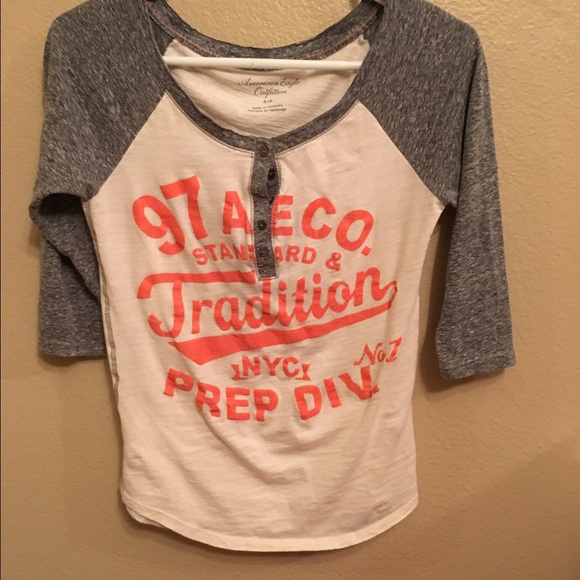 American Eagle
Outfitters
S/P
97 AE CO.
STANDARD &
Tradition
NYC
No.7
PREP DIV.